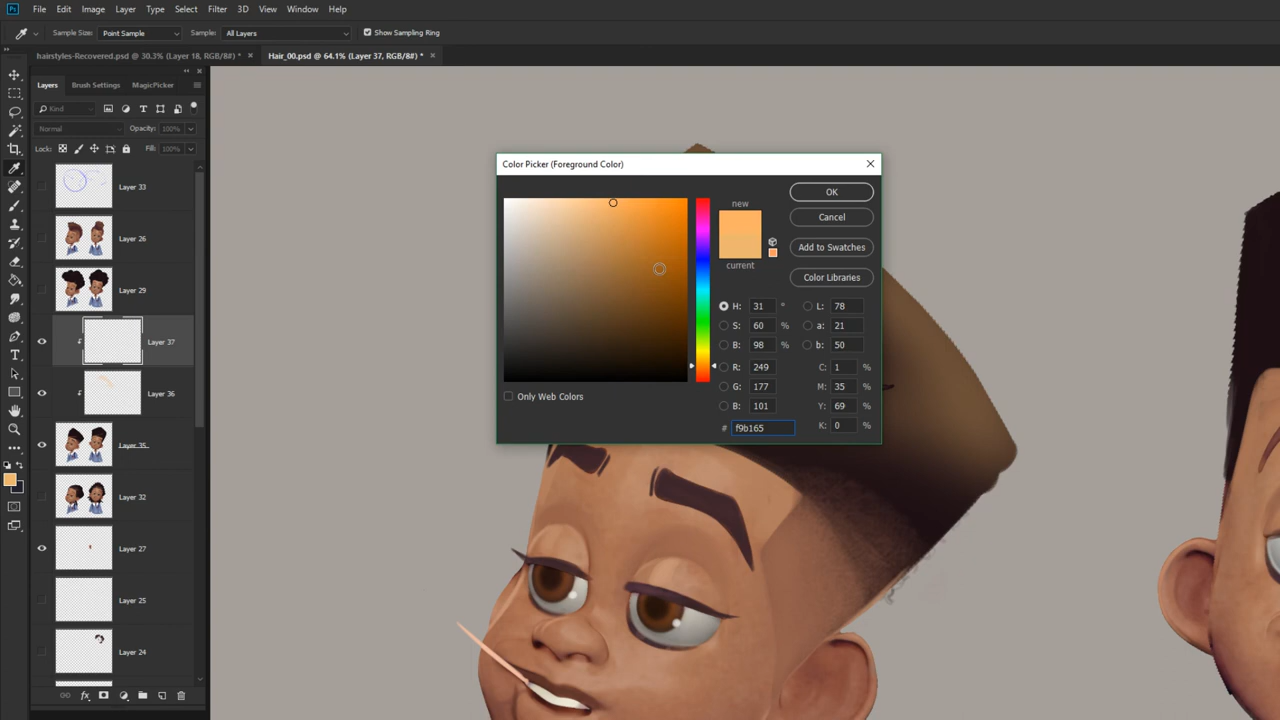 Ps File Edit Image Layer Type Select Filter 3D View Window Help
Sample Size: Point Sample Sample: All Layers Show Sampling Ring
hairstyles-Recovered.psd @ 30.3% (Layer 18, RGB/8#) * × Hair_00.psd @ 64.1% (Layer 37, RGB/8#) * ×
Layers Brush Settings MagicPicker
Kind
Normal Opacity: 100%
Lock: Fill: 100%
Layer 33
Layer 26
Layer 29
Layer 37
Layer 36
Layer 35
Layer 32
Layer 27
Layer 25
Layer 24
fx
Color Picker (Foreground Color)
new
current
OK
Cancel
Add to Swatches
Color Libraries
H: 31 ° L: 78
S: 60 % a: 21
B: 98 % b: 50
R: 249 C: 1 %
G: 177 M: 35 %
B: 101 Y: 69 %
# f9b165 K: 0 %
Only Web Colors